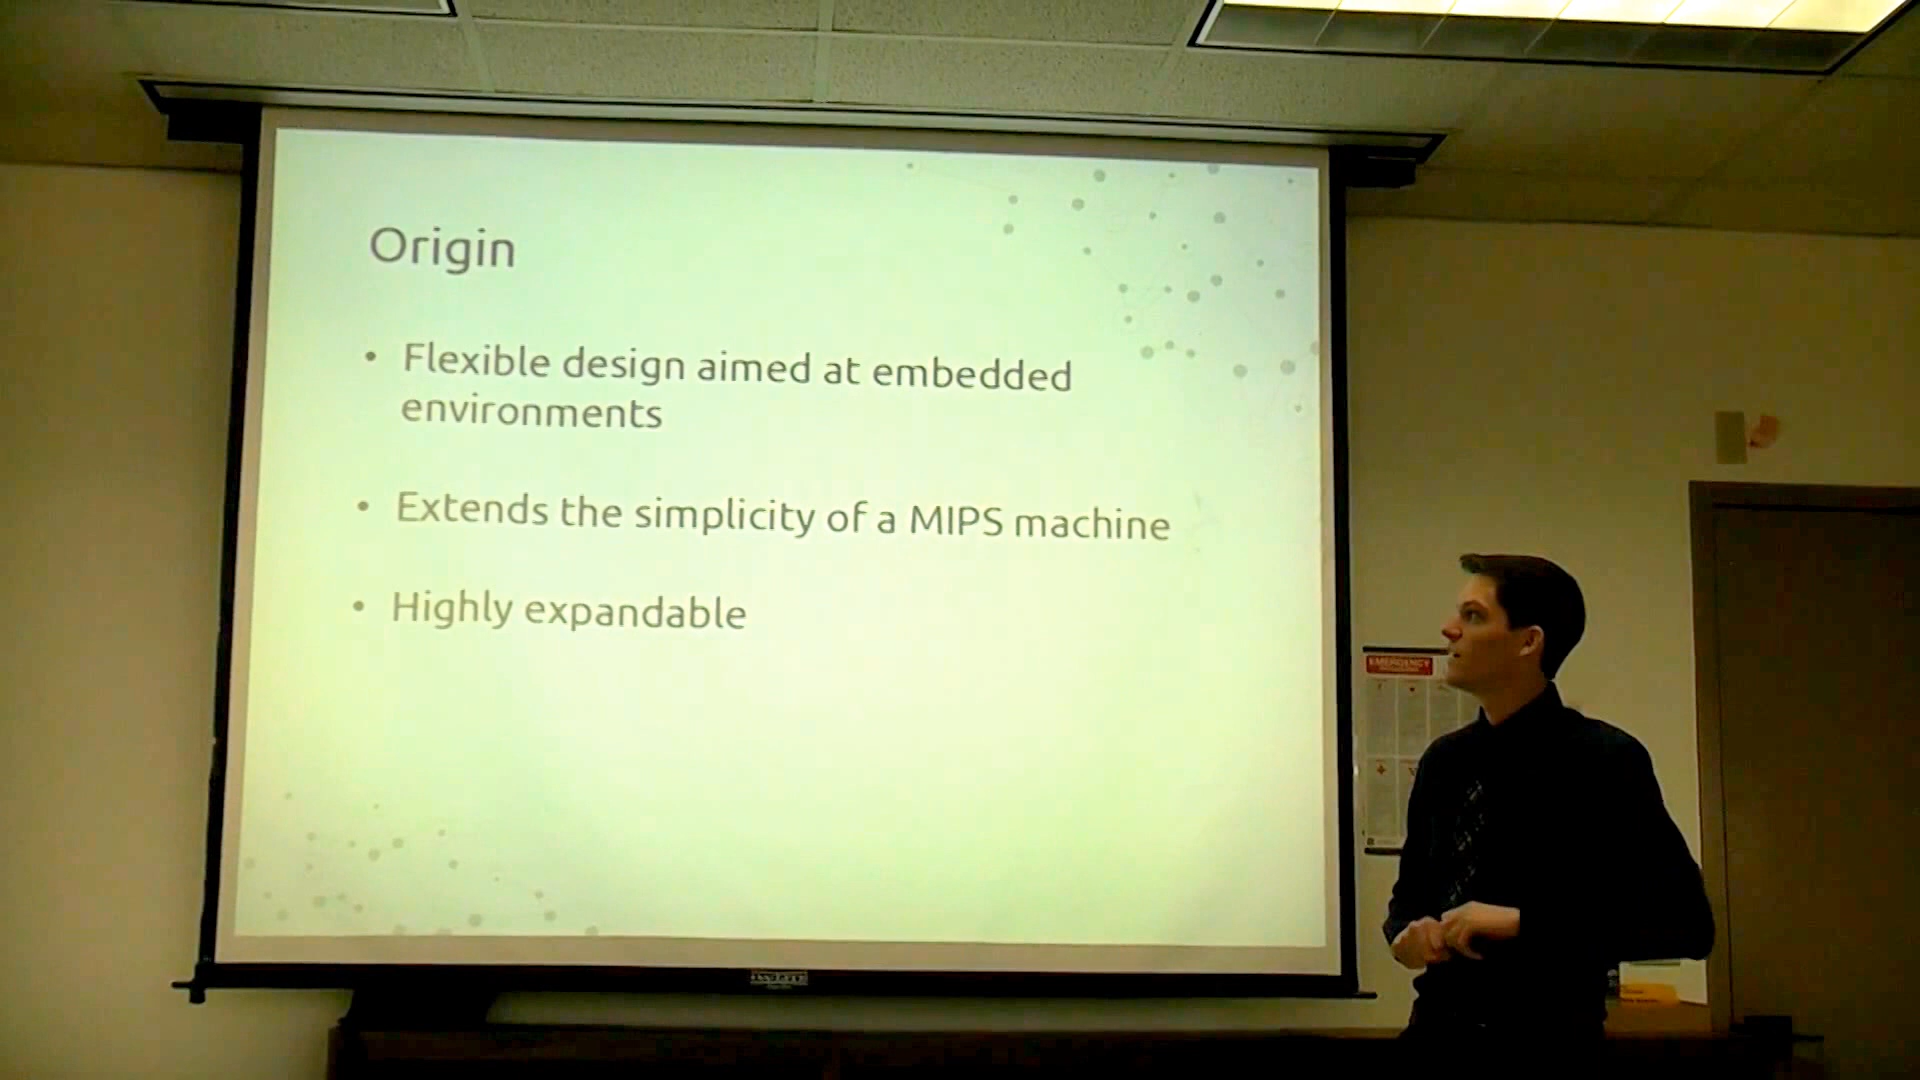 Origin
• Flexible design aimed at embedded
environments
• Extends the simplicity of a MIPS machine
• Highly expandable
EMERGENCY